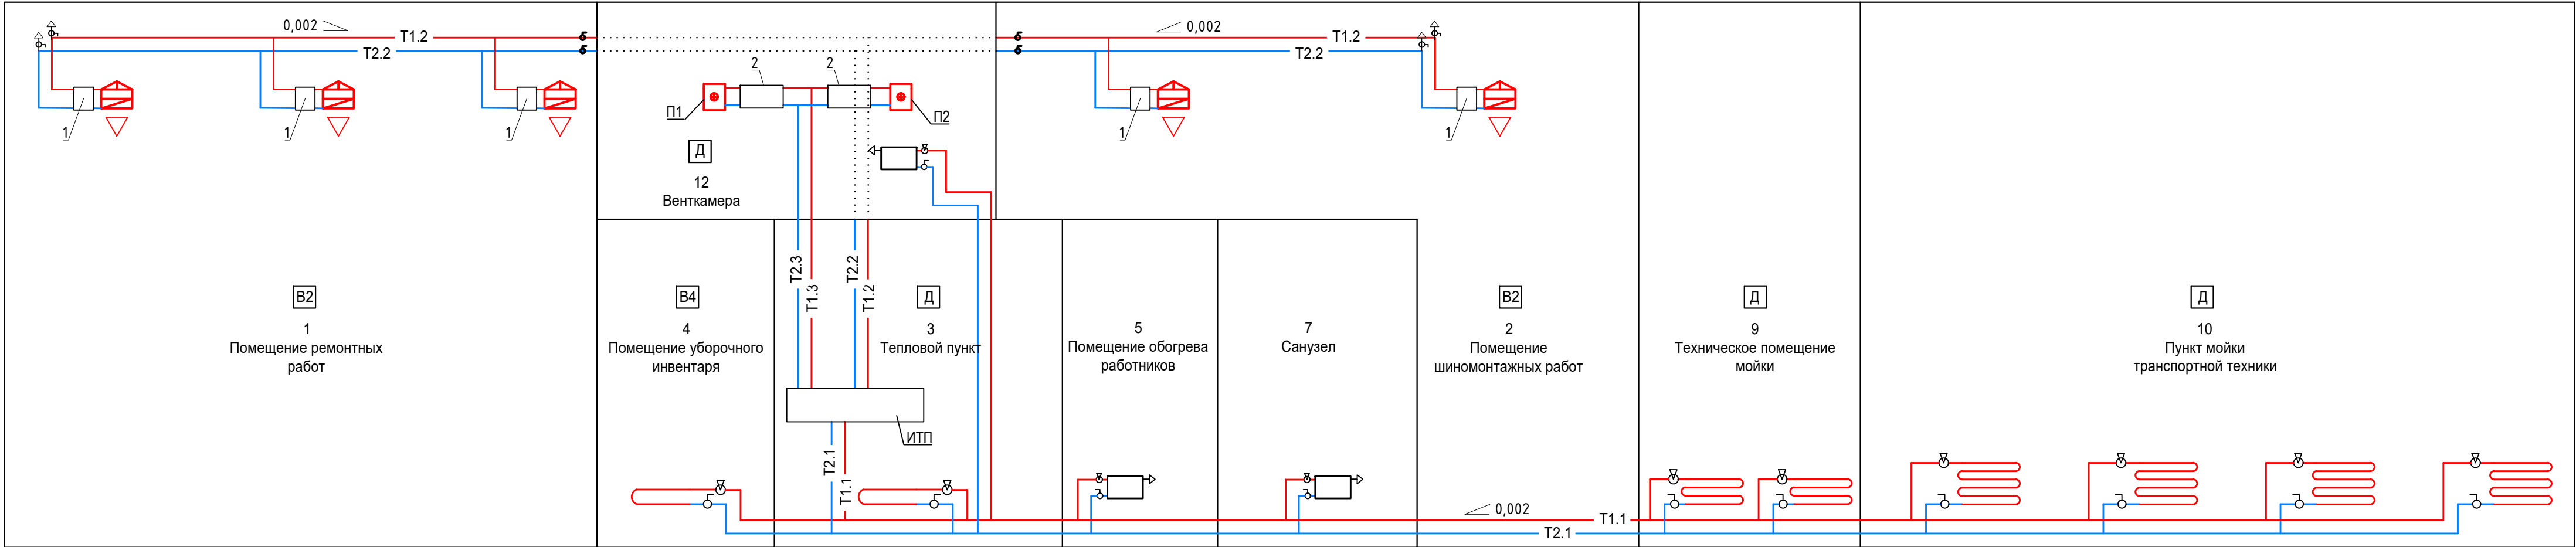 0,002
Т1.2
Т2.2
1
1
1
2
2
П1
П2
Д
12
Венткамера
0,002
Т1.2
Т2.2
1
1
В2
1
Помещение ремонтных
работ
В4
4
Помещение уборочного
инвентаря
Т2.3
Т1.3
Т2.2
Т1.2
Д
3
Тепловой пункт
ИТП
Т2.1
Т1.1
5
Помещение обогрева
работников
7
Санузел
В2
2
Помещение
шиномонтажных работ
Д
9
Техническое помещение
мойки
Д
10
Пункт мойки
транспортной техники
0,002
Т1.1
Т2.1